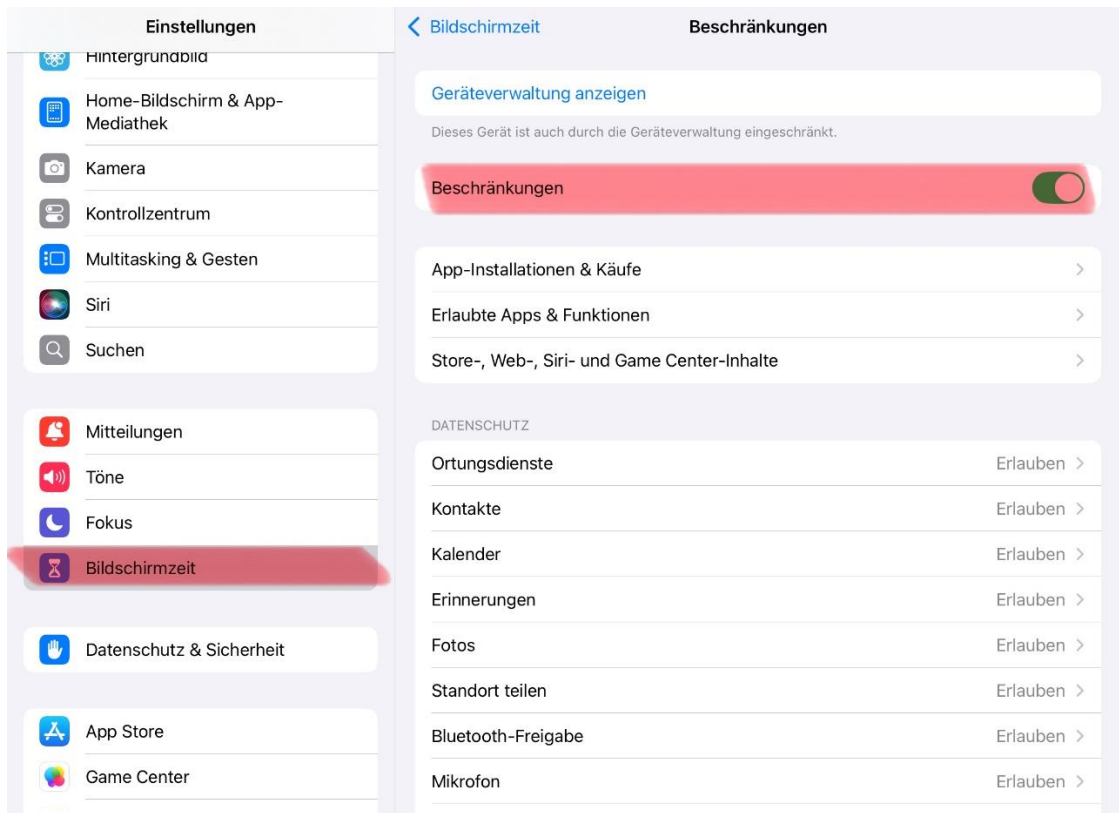 Einstellungen
Hintergrundbild
Home-Bildschirm & App-
Mediathek
Kamera
Kontrollzentrum
Multitasking & Gesten
Siri
Suchen
Mitteilungen
Töne
Fokus
Bildschirmzeit
Datenschutz & Sicherheit
App Store
Game Center
Bildschirmzeit
Beschränkungen
Geräteverwaltung anzeigen
Dieses Gerät ist auch durch die Geräteverwaltung eingeschränkt.
Beschränkungen
App-Installationen & Käufe
Erlaubte Apps & Funktionen
Store-, Web-, Siri- und Game Center-Inhalte
DATENSCHUTZ
Ortungsdienste Erlauben
Kontakte Erlauben
Kalender Erlauben
Erinnerungen Erlauben
Fotos Erlauben
Standort teilen Erlauben
Bluetooth-Freigabe Erlauben
Mikrofon Erlauben